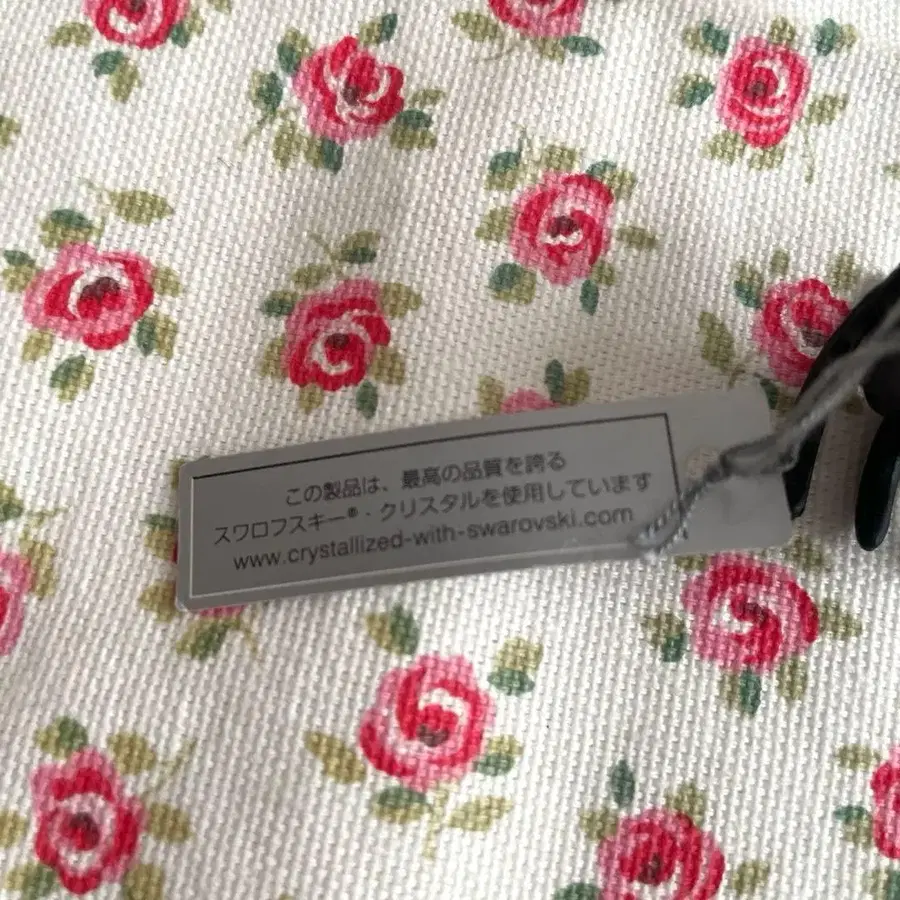 この製品は、最高の品質を誇る
スワロフスキー®・クリスタルを使用しています
www.crystallized-with-swarovski.com